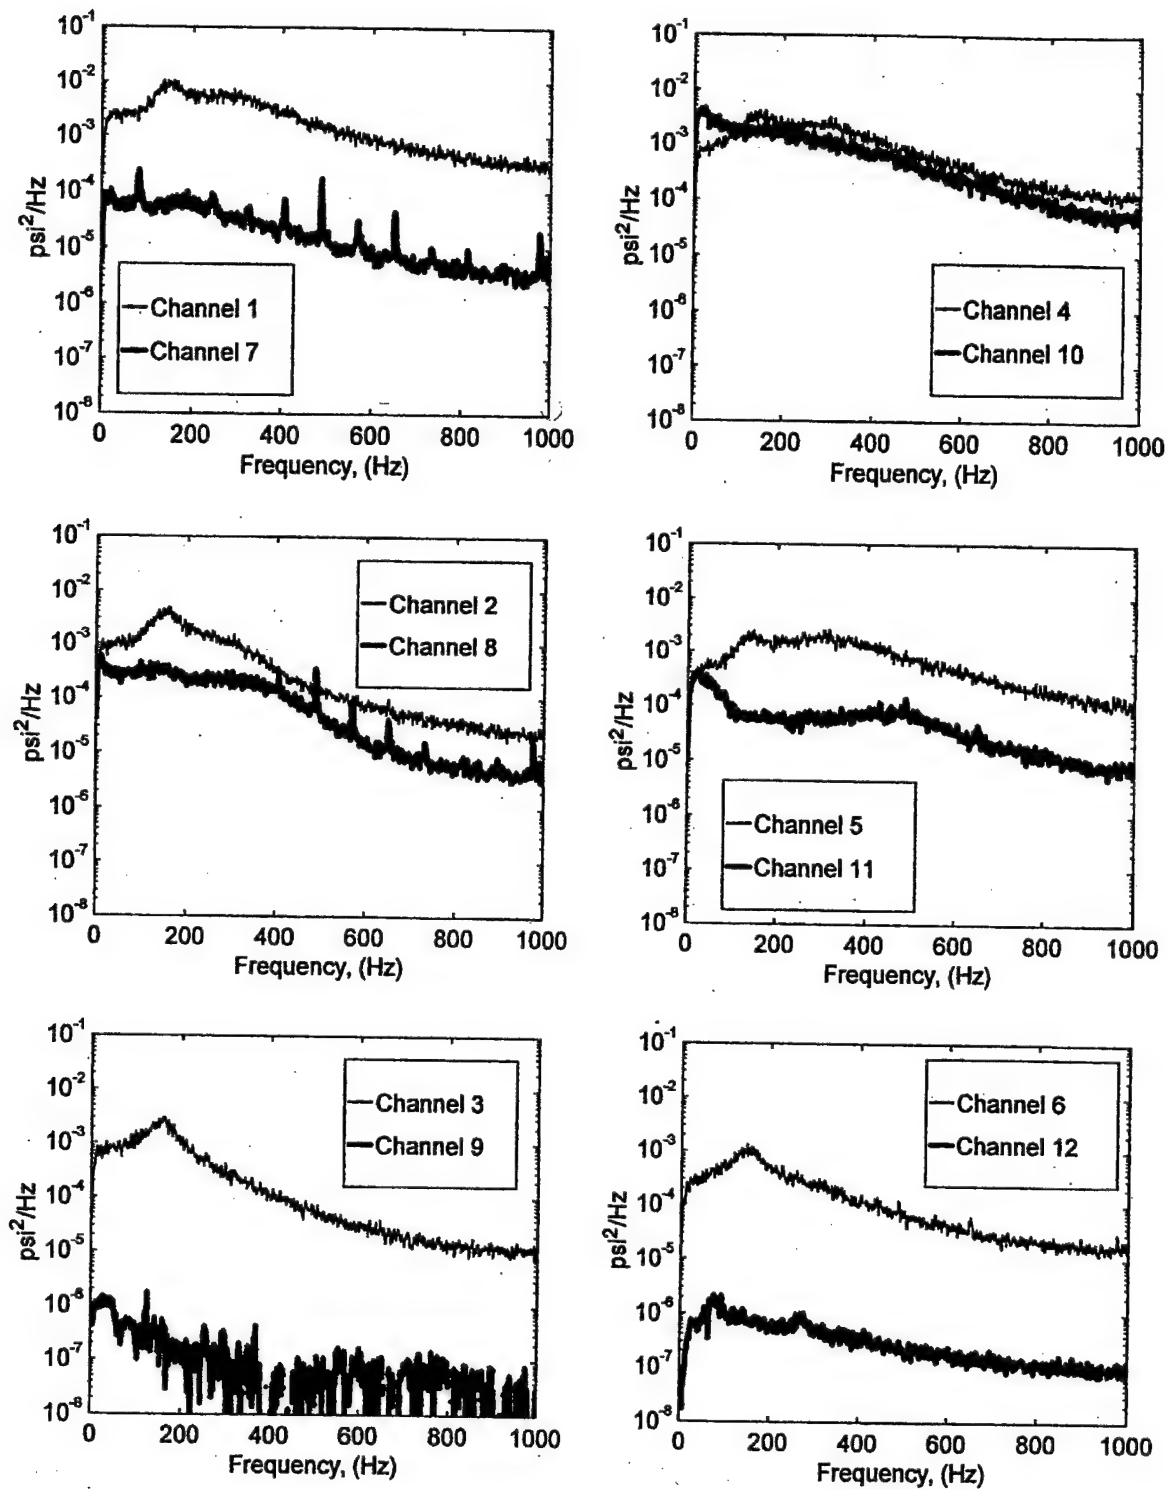 10-1
10-2
10-3
10-4
10-5
10-6
10-7
10-8
psi2/Hz
Channel 1
Channel 7
0 200 400 600 800 1000
Frequency, (Hz)
10-1
10-2
10-3
10-4
10-5
10-6
10-7
10-8
psi2/Hz
Channel 4
Channel 10
0 200 400 600 800 1000
Frequency, (Hz)
10-1
10-2
10-3
10-4
10-5
10-6
10-7
10-8
psi2/Hz
Channel 2
Channel 8
0 200 400 600 800 1000
Frequency, (Hz)
10-1
10-2
10-3
10-4
10-5
10-6
10-7
10-8
psi2/Hz
Channel 5
Channel 11
0 200 400 600 800 1000
Frequency, (Hz)
10-1
10-2
10-3
10-4
10-5
10-6
10-7
10-8
psi2/Hz
Channel 3
Channel 9
0 200 400 600 800 1000
Frequency, (Hz)
10-1
10-2
10-3
10-4
10-5
10-6
10-7
10-8
psi2/Hz
Channel 6
Channel 12
0 200 400 600 800 1000
Frequency, (Hz)